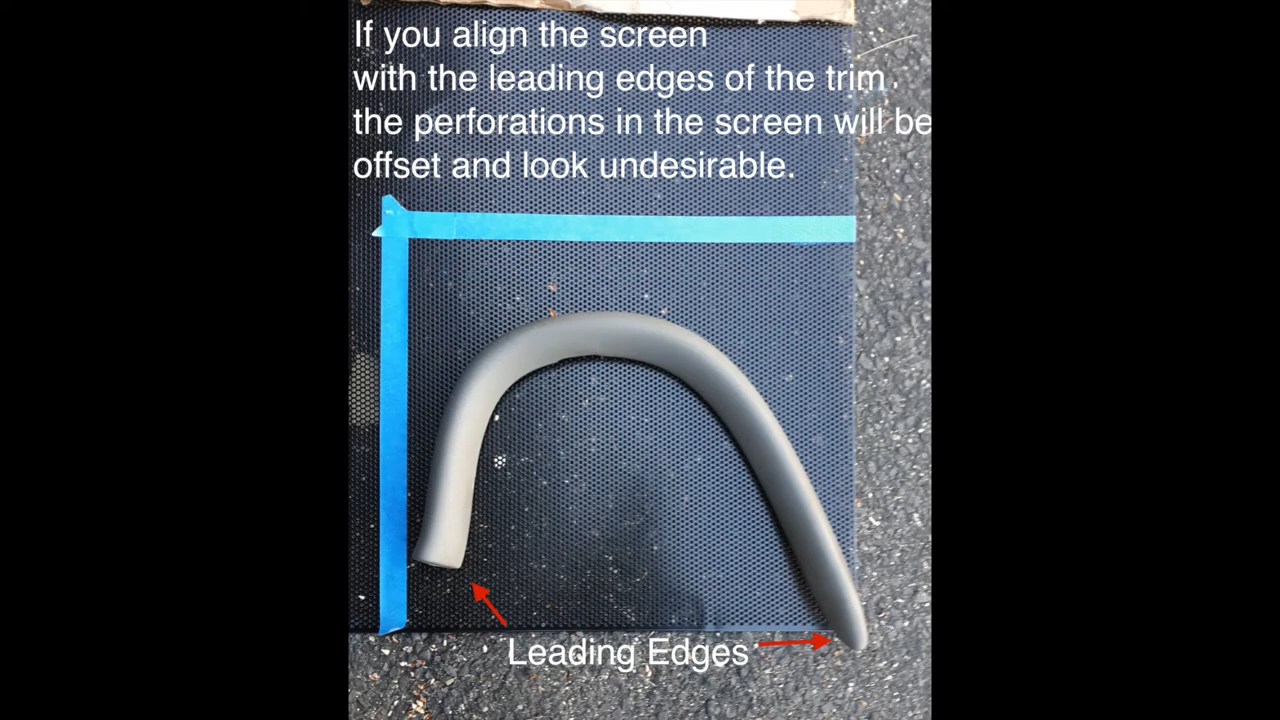 If you align the screen
with the leading edges of the trim
the perforations in the screen will be
offset and look undesirable.
Leading Edges